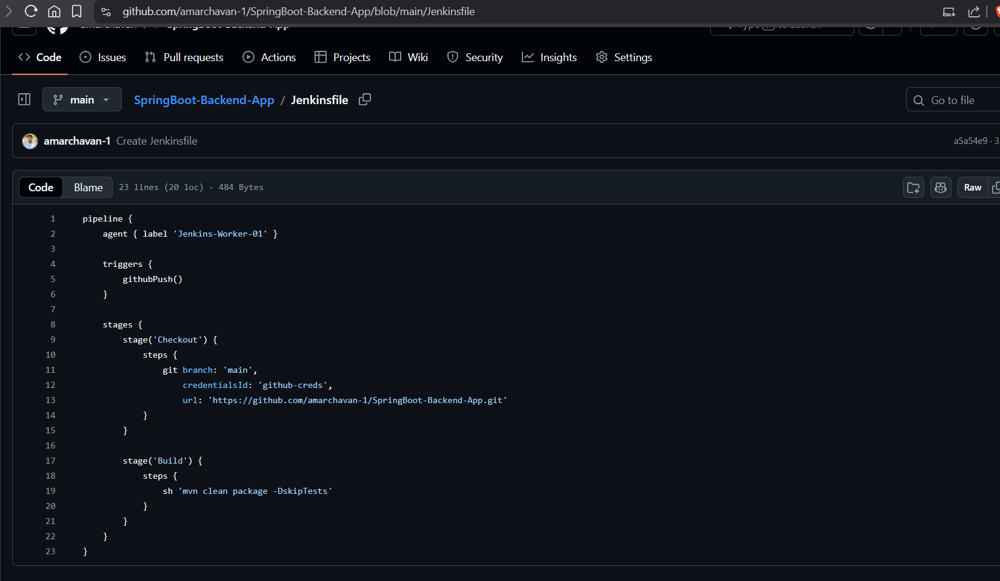 github.com/amarchavan-1/SpringBoot-Backend-App/blob/main/Jenkinsfile
Code Issues Pull requests Actions Projects Wiki Security Insights Settings
main SpringBoot-Backend-App / Jenkinsfile Go to file
amarchavan-1 Create Jenkinsfile a5a54e9 · 3
Code Blame 23 lines (20 loc) · 484 Bytes Raw
1 pipeline {
2     agent { label 'Jenkins-Worker-01' }
3
4     triggers {
5         githubPush()
6     }
7
8     stages {
9         stage('Checkout') {
10             steps {
11                 git branch: 'main',
12                     credentialsId: 'github-creds',
13                     url: 'https://github.com/amarchavan-1/SpringBoot-Backend-App.git'
14             }
15         }
16
17         stage('Build') {
18             steps {
19                 sh 'mvn clean package -DskipTests'
20             }
21         }
22     }
23 }